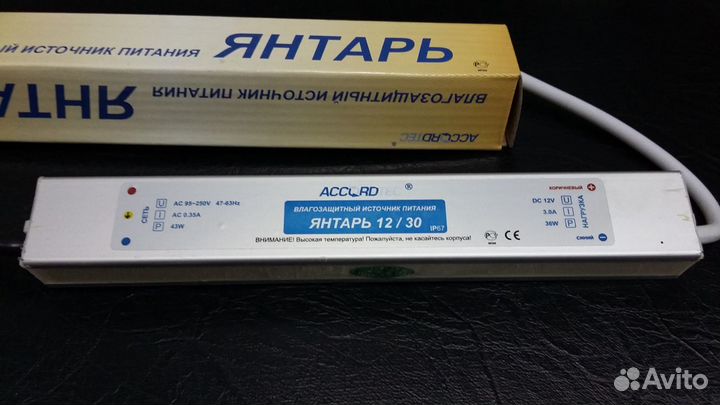 ЫЙ ИСТОЧНИК ПИТАНИЯ ЯНТАРЬ
ЯНТА
ВЛАГОЗАЩИТНЫЙ ИСТОЧНИК ПИТАНИЯ
ACCORDTEC
ACCORDTEC ®
ВЛАГОЗАЩИТНЫЙ ИСТОЧНИК ПИТАНИЯ
ЯНТАРЬ 12 / 30
IP67
ВНИМАНИЕ! Высокая температура! Пожалуйста, не касайтесь корпуса!
СЕТЬ
U AC 95~250V 47-63Hz
I AC 0.35A
P 43W
КОРИЧНЕВЫЙ +
DC 12V U
3.0A I
36W P
НАГРУЗКА
СИНИЙ −
CE
Avito